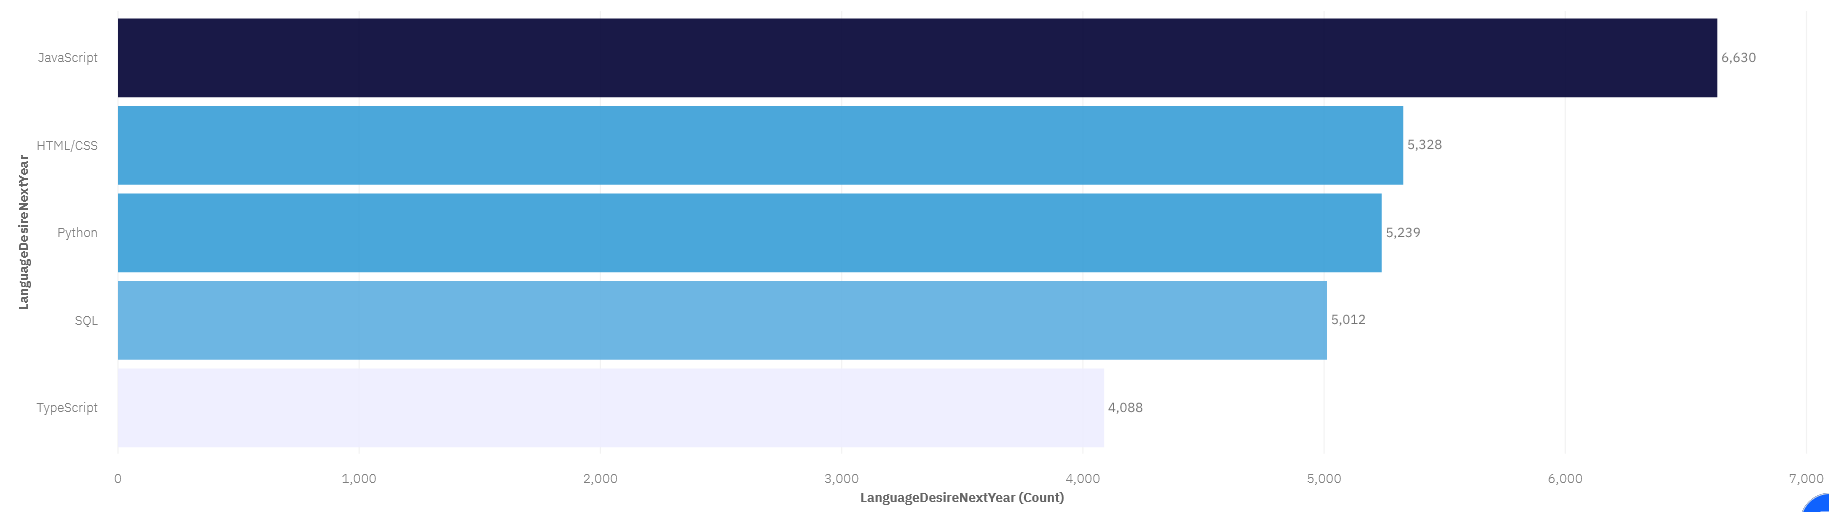 LanguageDesireNextYear
JavaScript
6,630
HTML/CSS
5,328
Python
5,239
SQL
5,012
TypeScript
4,088
0 1,000 2,000 3,000 4,000 5,000 6,000 7,000
LanguageDesireNextYear (Count)